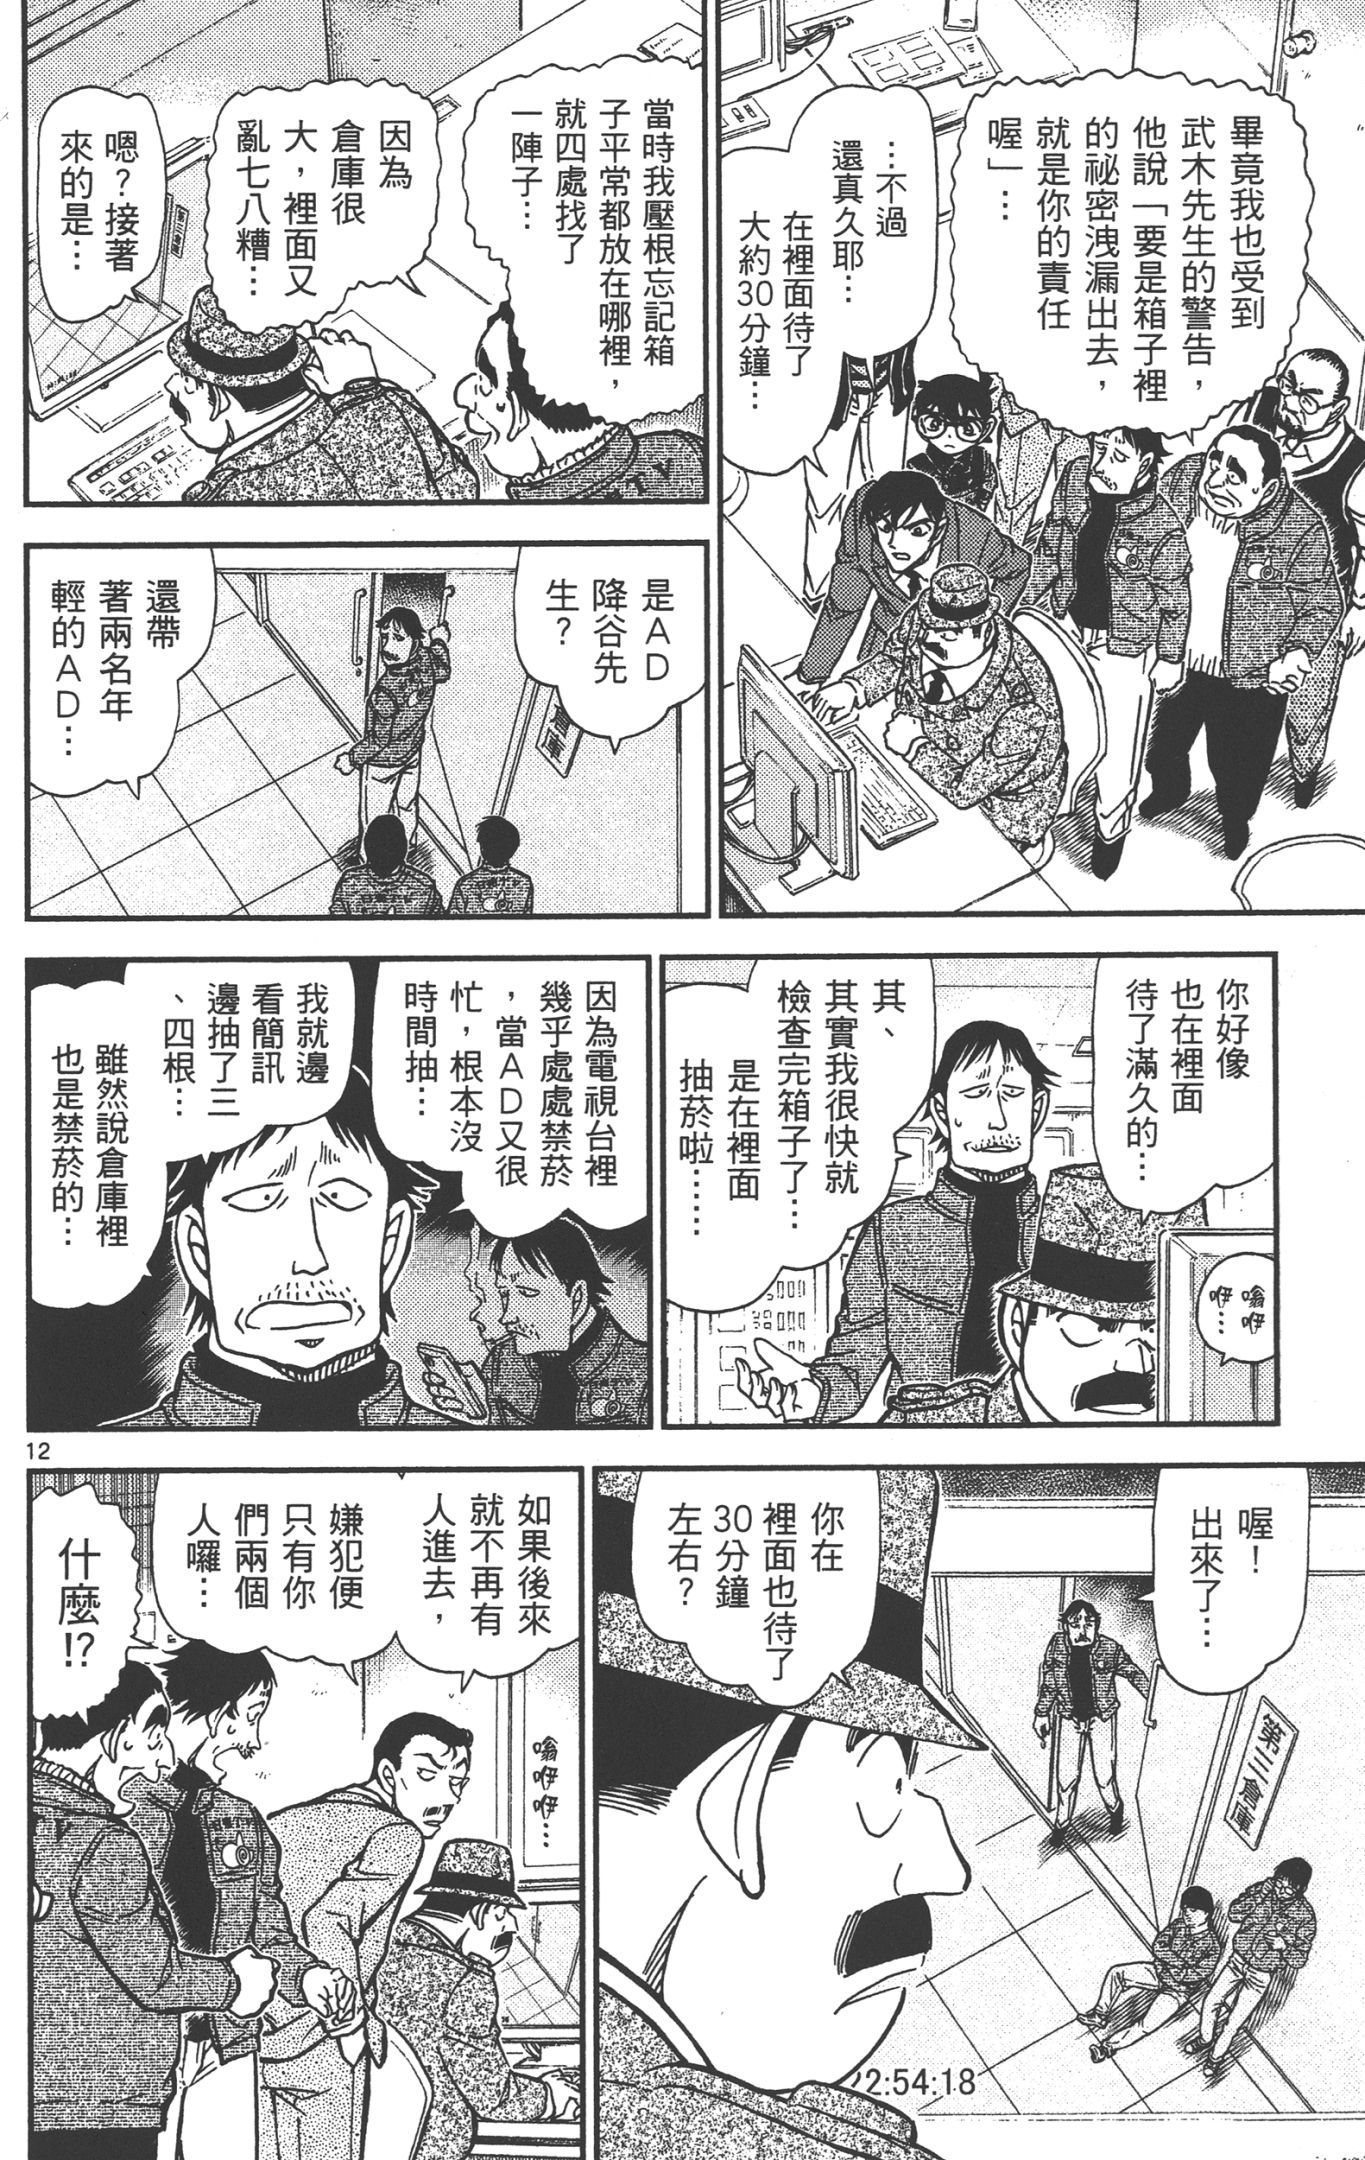 畢竟我也受到
武木先生的警告，
他說「要是箱子裡
的祕密洩漏出去，
就是你的責任
喔」…
…不過
還真久耶…
在裡面待了
大約30分鐘…
當時我壓根忘記箱
子平常都放在哪裡，
就四處找了
一陣子…
因為
倉庫很
大，裡面又
亂七八糟…
嗯？接著
來的是…
是AD
降谷先
生？
還帶
著兩名年
輕的AD…
倉庫
你好像
也在裡面
待了滿久的…
嗡咿
咿…
其、
其實我很快就
檢查完箱子了…
是在裡面
抽菸啦……
因為電視台裡
幾乎處處禁菸
，當AD又很
忙，根本沒
時間抽…
我就邊
看簡訊
邊抽了三
、四根…
雖然說倉庫裡
也是禁菸的…
12
喔！
出來了…
第三倉庫
你在
裡面也待了
30分鐘
左右？
2:54:18
如果後來
就不再有
人進去，
嫌犯便
只有你
們兩個
人囉…
嗡咿咿…
什麼!?